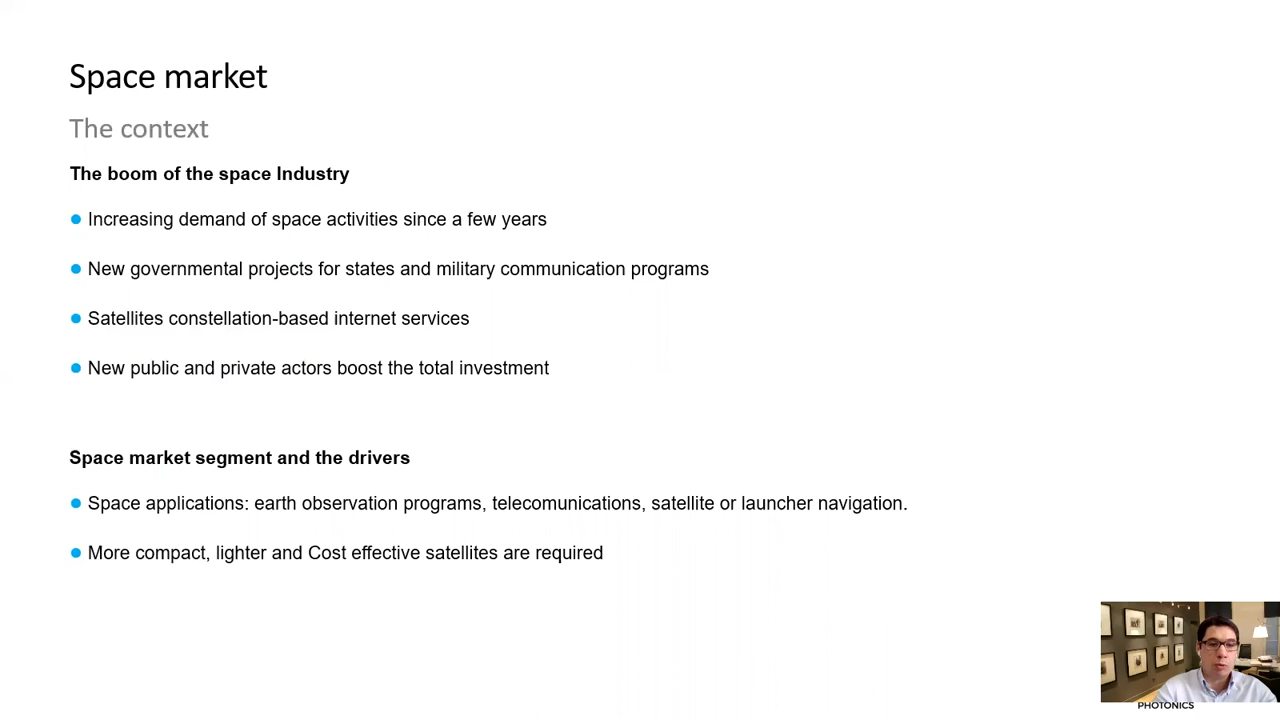 Space market
The context
The boom of the space Industry
Increasing demand of space activities since a few years
New governmental projects for states and military communication programs
Satellites constellation-based internet services
New public and private actors boost the total investment
Space market segment and the drivers
Space applications: earth observation programs, telecomunications, satellite or launcher navigation.
More compact, lighter and Cost effective satellites are required
PHOTONICS